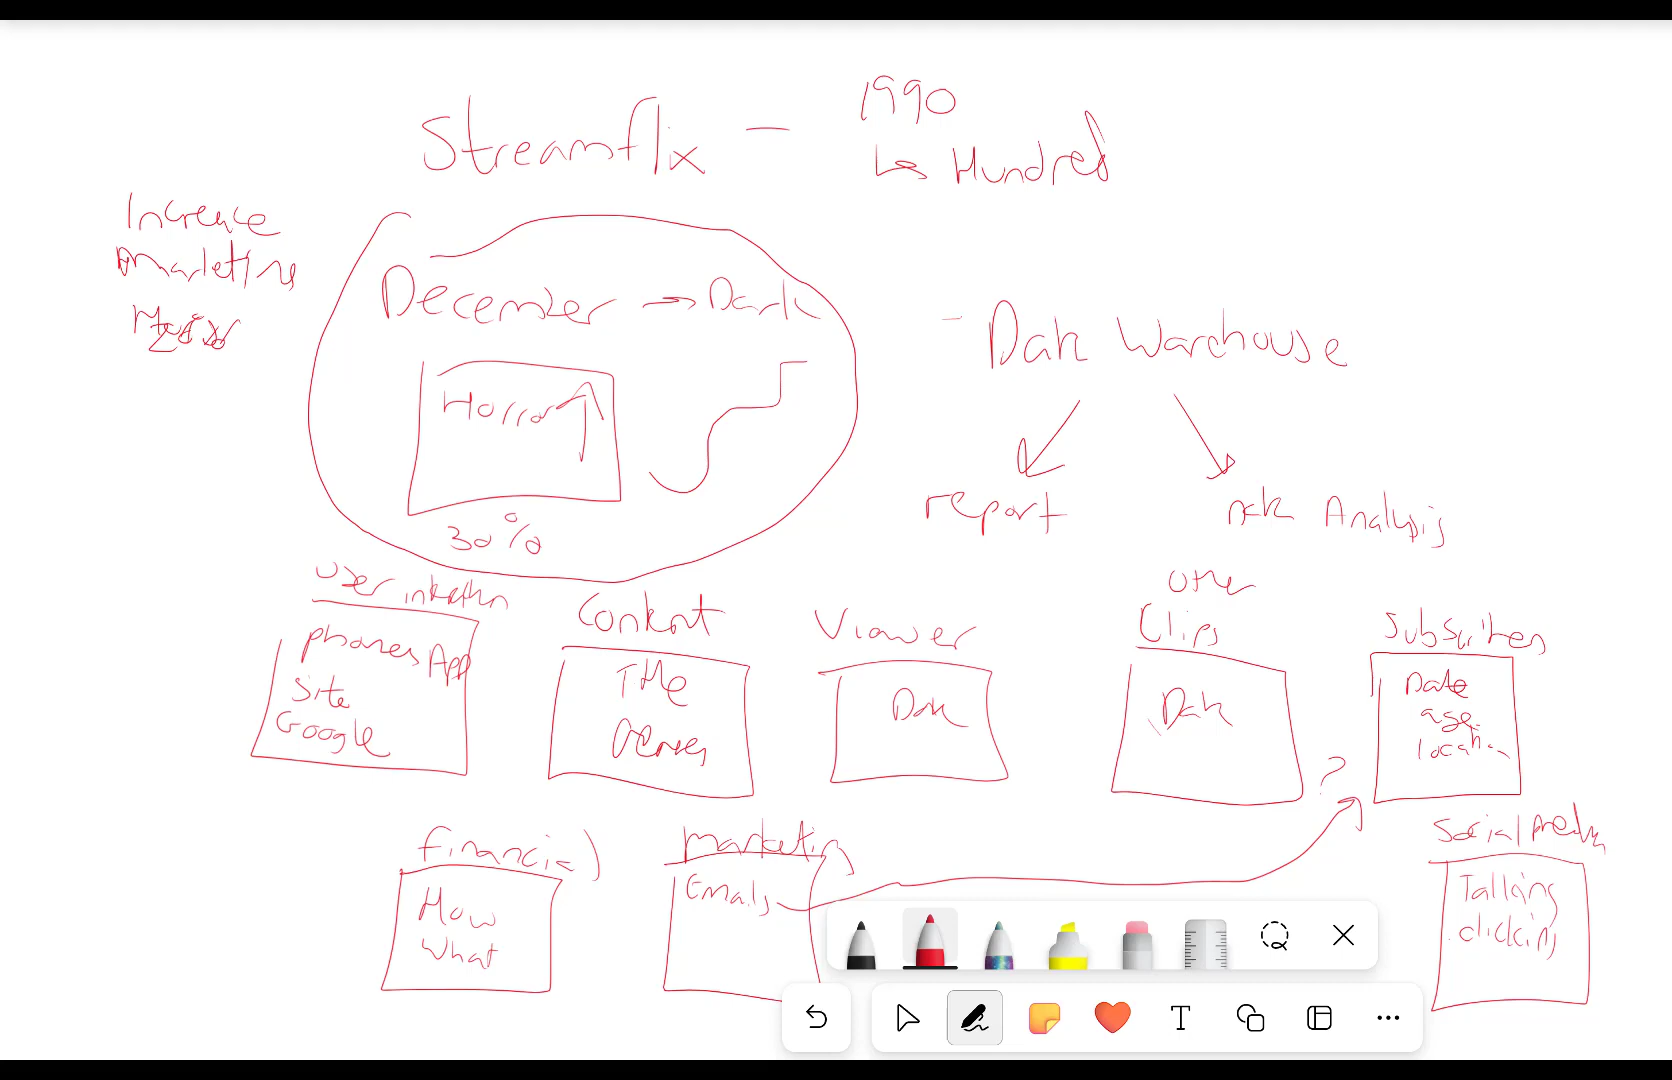 Streamflix - 1990
↳ Hundred
Increase
marketing
December → Dark
Horror ↑
30%
- Data Warehouse
report
Analysis
user interaction
phones App
Site
Google
Content
Title
Genres
Viewer
Data
Other
Clips
Data
?
Subscribers
Date
age
location
financial
How
What
marketing
Emails
Social media
Talking
clicking
T